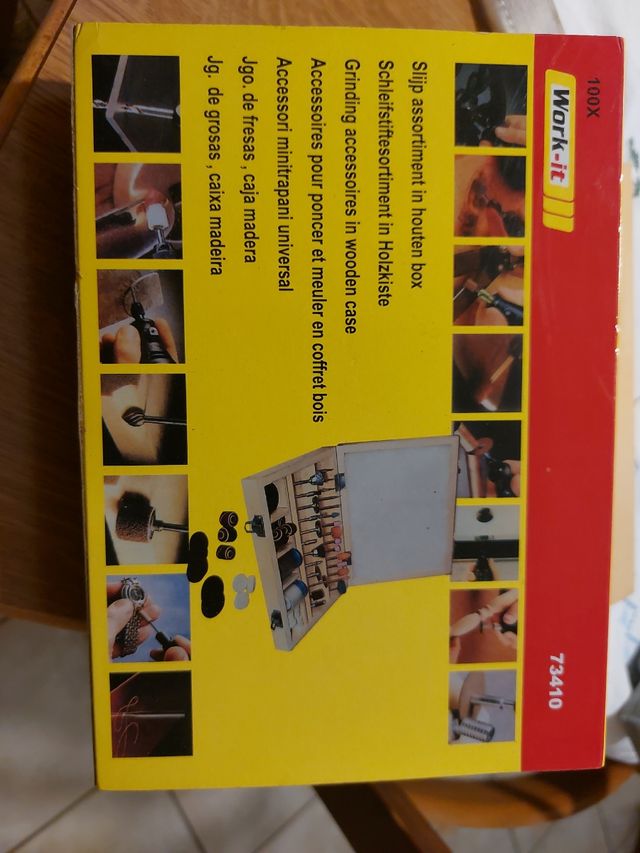 100X
Work-it
73410
Slijp assortiment in houten box
Schleifstiftesortiment in Holzkiste
Grinding accessoires in wooden case
Accessoires pour poncer et meuler en coffret bois
Accessori minitrapani universal
Jgo. de fresas , caja madera
Jg. de grosas , caixa madeira